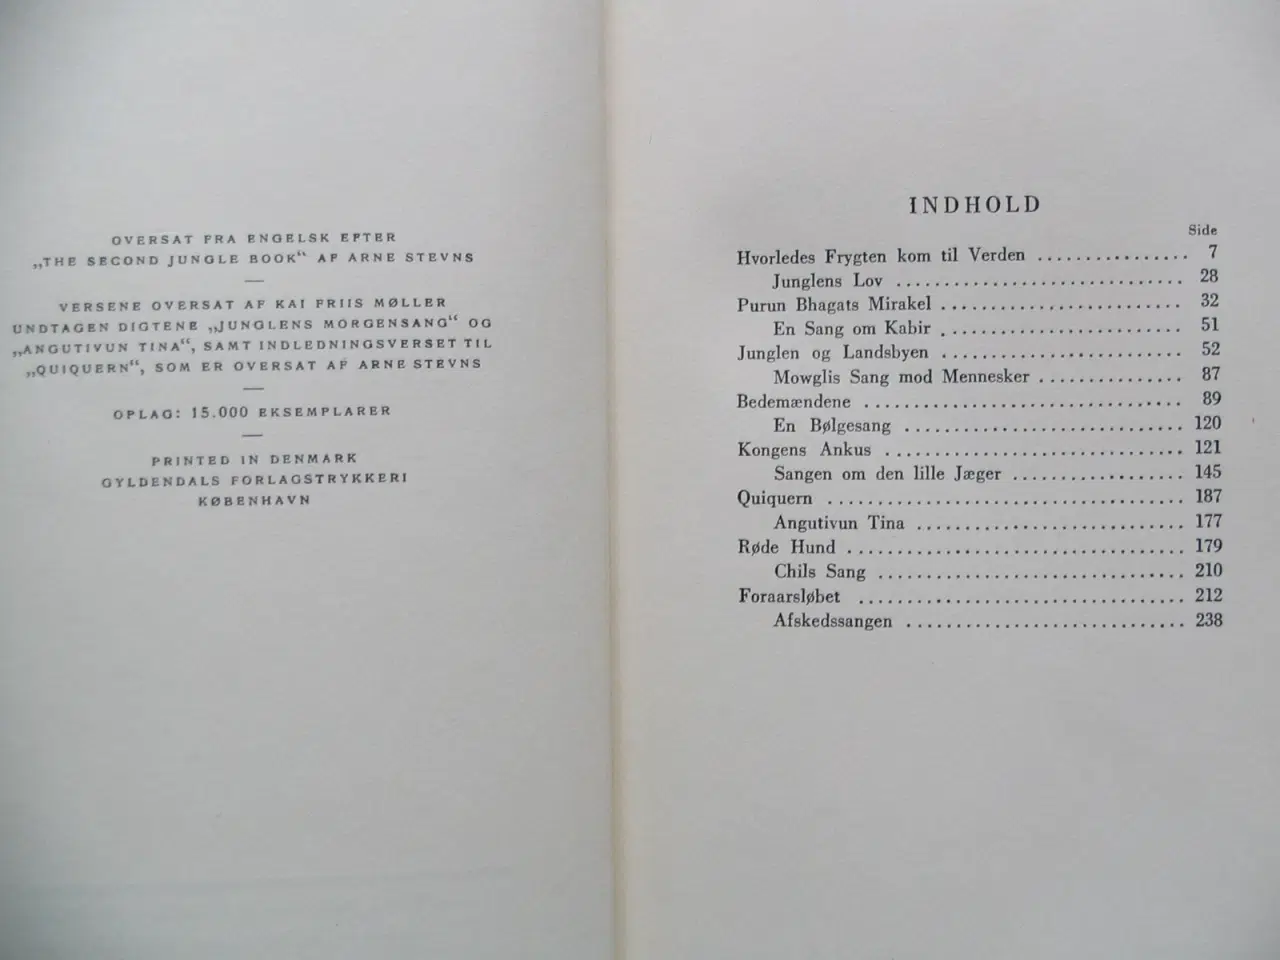 OVERSAT FRA ENGELSK EFTER
„THE SECOND JUNGLE BOOK“ AF ARNE STEVNS
—
VERSENE OVERSAT AF KAI FRIIS MØLLER
UNDTAGEN DIGTENE „JUNGLENS MORGENSANG“ OG
„ANGUTIVUN TINA“, SAMT INDLEDNINGSVERSET TIL
„QUIQUERN“, SOM ER OVERSAT AF ARNE STEVNS
—
OPLAG: 15.000 EKSEMPLARER
—
PRINTED IN DENMARK
GYLDENDALS FORLAGSTRYKKERI
KØBENHAVN
INDHOLD
Side
Hvorledes Frygten kom til Verden ................ 7
Junglens Lov ............................. 28
Purun Bhagats Mirakel ......................... 32
En Sang om Kabir ......................... 51
Junglen og Landsbyen ......................... 52
Mowglis Sang mod Mennesker ............... 87
Bedemændene ................................ 89
En Bølgesang ............................ 120
Kongens Ankus .............................. 121
Sangen om den lille Jæger ................. 145
Quiquern ................................... 187
Angutivun Tina .......................... 177
Røde Hund ................................. 179
Chils Sang .............................. 210
Foraarsløbet ................................ 212
Afskedssangen ............................ 238